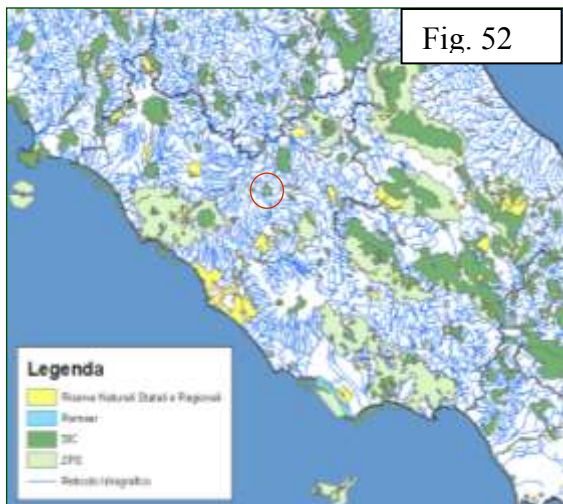 Fig. 52
Legenda
Riserve Naturali Statali e Regionali
Ramsar
SIC
ZPS
Reticolo Idrografico